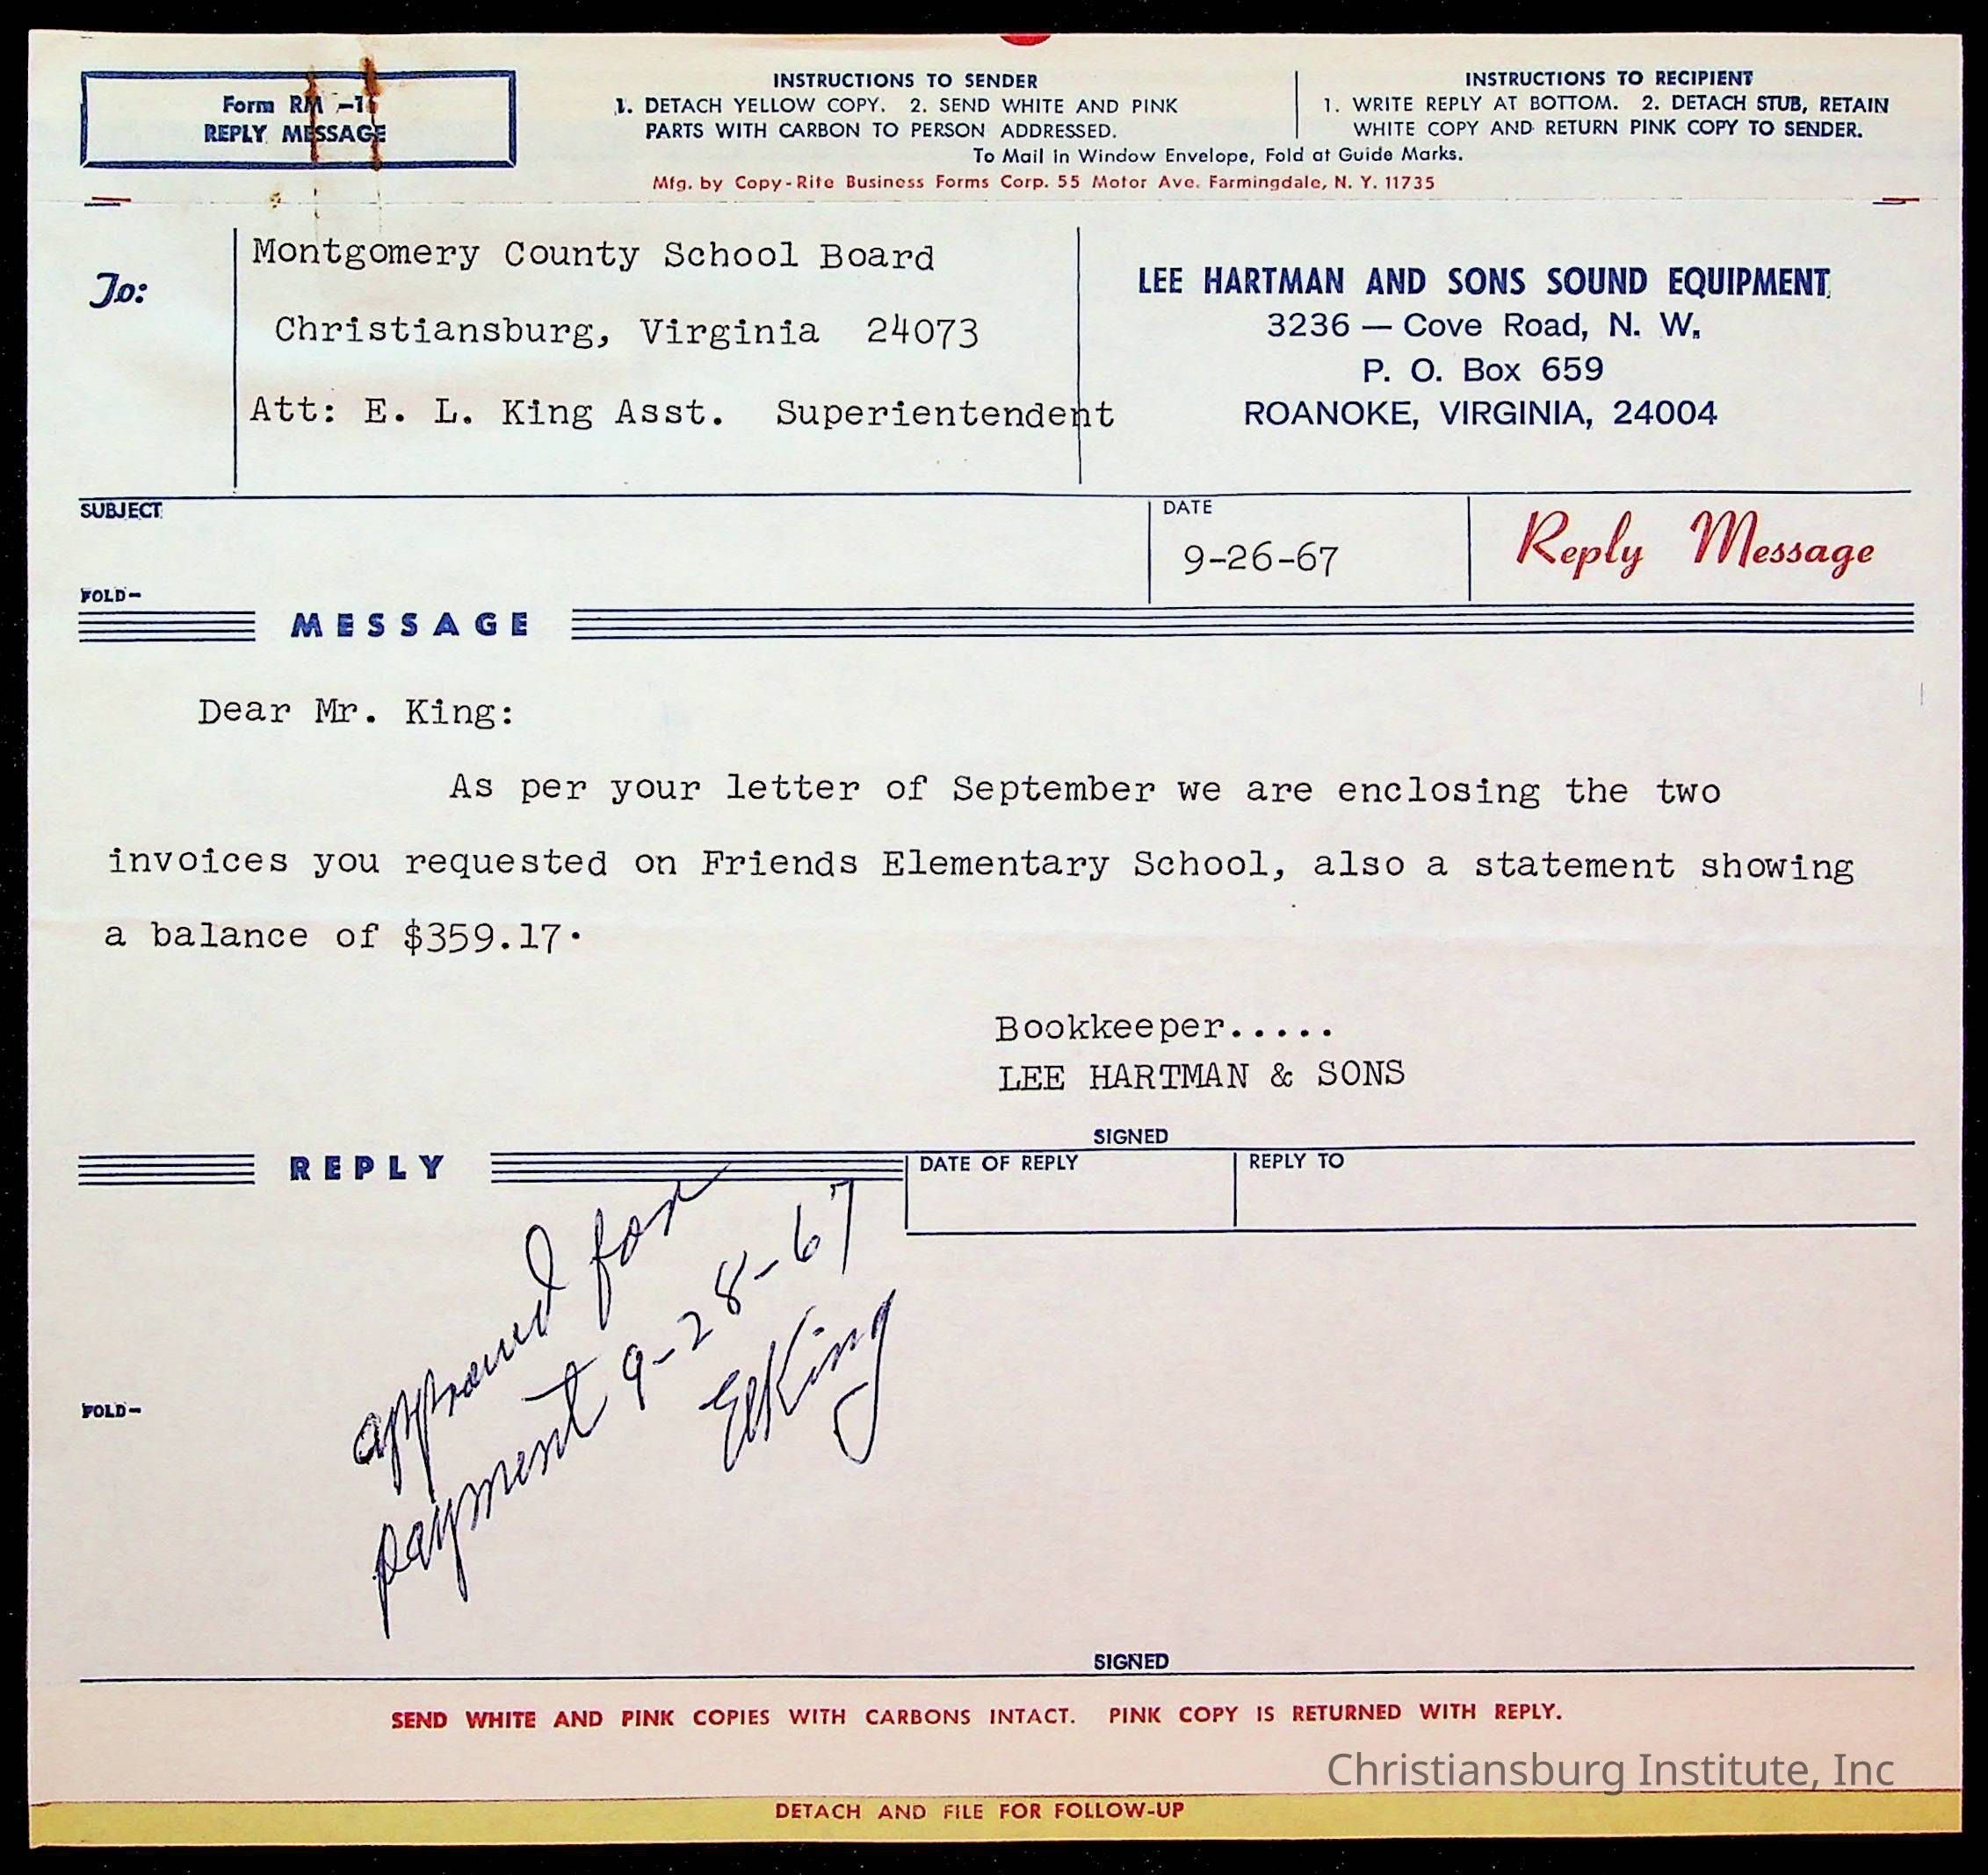 Form RM -16
REPLY MESSAGE
INSTRUCTIONS TO SENDER
1. DETACH YELLOW COPY. 2. SEND WHITE AND PINK
PARTS WITH CARBON TO PERSON ADDRESSED.
INSTRUCTIONS TO RECIPIENT
1. WRITE REPLY AT BOTTOM. 2. DETACH STUB, RETAIN
WHITE COPY AND RETURN PINK COPY TO SENDER.
To Mail in Window Envelope, Fold at Guide Marks.
Mfg. by Copy-Rite Business Forms Corp. 55 Motor Ave. Farmingdale, N. Y. 11735
To:
Montgomery County School Board
Christiansburg, Virginia 24073
Att: E. L. King Asst. Superientendent
LEE HARTMAN AND SONS SOUND EQUIPMENT
3236 — Cove Road, N. W.
P. O. Box 659
ROANOKE, VIRGINIA, 24004
SUBJECT
DATE
9-26-67
Reply Message
FOLD-
MESSAGE
Dear Mr. King:
As per your letter of September we are enclosing the two
invoices you requested on Friends Elementary School, also a statement showing
a balance of $359.17.
Bookkeeper.....
LEE HARTMAN & SONS
SIGNED
REPLY
DATE OF REPLY
REPLY TO
approved for
payment 9-28-67
ELKing
FOLD-
SIGNED
SEND WHITE AND PINK COPIES WITH CARBONS INTACT. PINK COPY IS RETURNED WITH REPLY.
Christiansburg Institute, Inc
DETACH AND FILE FOR FOLLOW-UP